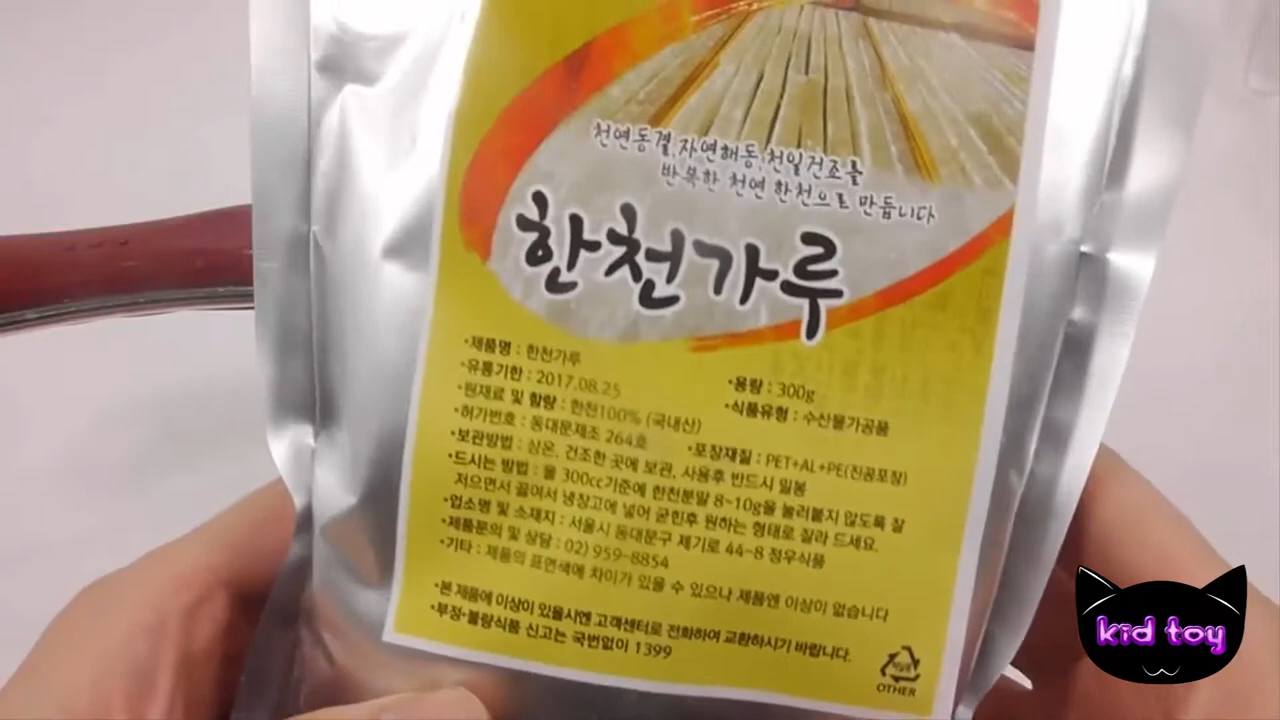 천연동결,자연해동,천일건조를
반복한 천연 한천으로 만듭니다
한천가루
•제품명 : 한천가루
•유통기한 : 2017.08.25
•용량 : 300g
•원재료 및 함량 : 한천100% (국내산)
•식품유형 : 수산물가공품
•허가번호 : 동대문제조 264호
•포장재질 : PET+AL+PE(진공포장)
•보관방법 : 상온, 건조한 곳에 보관, 사용후 반드시 밀봉
•드시는 방법 : 물 300cc기준에 한천분말 8~10g을 눌러붙지 않도록 잘
저으면서 끓여서 냉장고에 넣어 굳힌후 원하는 형태로 잘라 드세요.
•업소명 및 소재지 : 서울시 동대문구 제기로 44-8 정우식품
•제품문의 및 상담 : 02) 959-8854
•기타 : 제품의 표면색에 차이가 있을 수 있으나 제품엔 이상이 없습니다
•본 제품에 이상이 있을시엔 고객센터로 전화하여 교환하시기 바랍니다.
•부정•불량식품 신고는 국번없이 1399
OTHER
kid toy